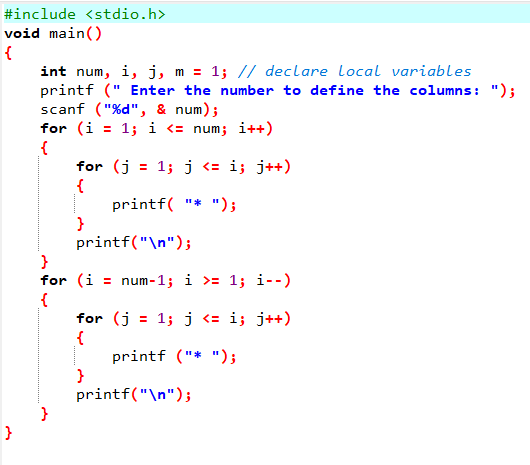 #include <stdio.h>
void main()
{
    int num, i, j, m = 1; // declare local variables
    printf (" Enter the number to define the columns: ");
    scanf ("%d", & num);
    for (i = 1; i <= num; i++)
    {
        for (j = 1; j <= i; j++)
        {
            printf( "* ");
        }
        printf("\n");
    }
    for (i = num-1; i >= 1; i--)
    {
        for (j = 1; j <= i; j++)
        {
            printf ("* ");
        }
        printf("\n");
    }
}